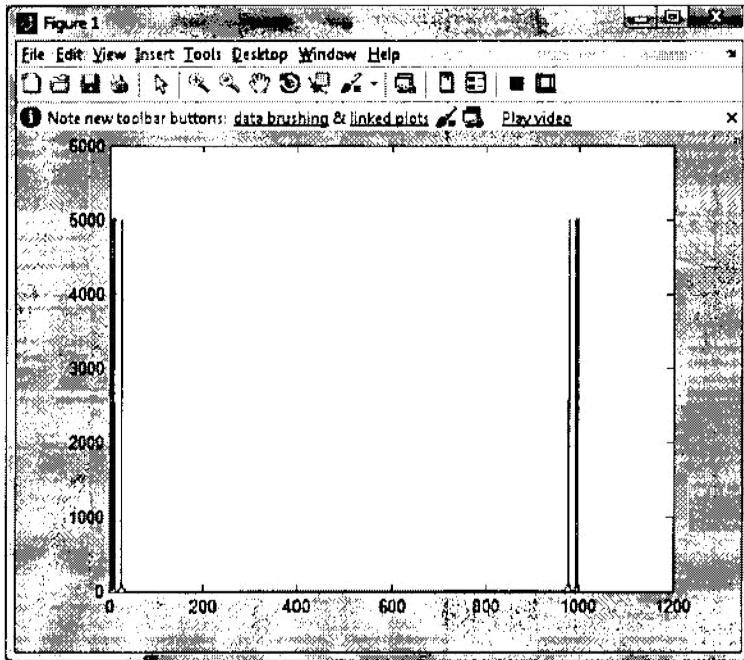 Figure 1
File Edit View Insert Tools Desktop Window Help
Note new toolbar buttons: data brushing & linked plots Play video
6000
5000
4000
3000
2000
1000
0
0 200 400 600 800 1000 1200